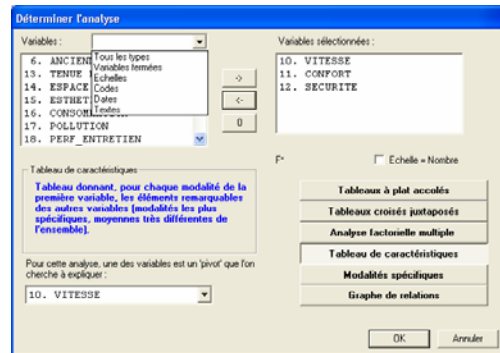 Déterminer l'analyse
Variables :
Variables sélectionnées :
Tous les types
Variables fermées
Echelles
Codes
Dates
Textes
6. ANCIEN
13. TENUE
14. ESPACE
15. ESTHET
16. CONSOM
17. POLLUTION
18. PERF_ENTRETIEN
->
<-
0
10. VITESSE
11. CONFORT
12. SECURITE
Echelle = Nombre
Tableau de caractéristiques
Tableau donnant, pour chaque modalité de la
première variable, les éléments remarquables
des autres variables (modalités les plus
spécifiques, moyennes très différentes de
l'ensemble).
Pour cette analyse, une des variables est un 'pivot' que l'on
cherche à expliquer :
10. VITESSE
Tableaux à plat accolés
Tableaux croisés juxtaposés
Analyse factorielle multiple
Tableau de caractéristiques
Modalités spécifiques
Graphe de relations
OK
Annuler